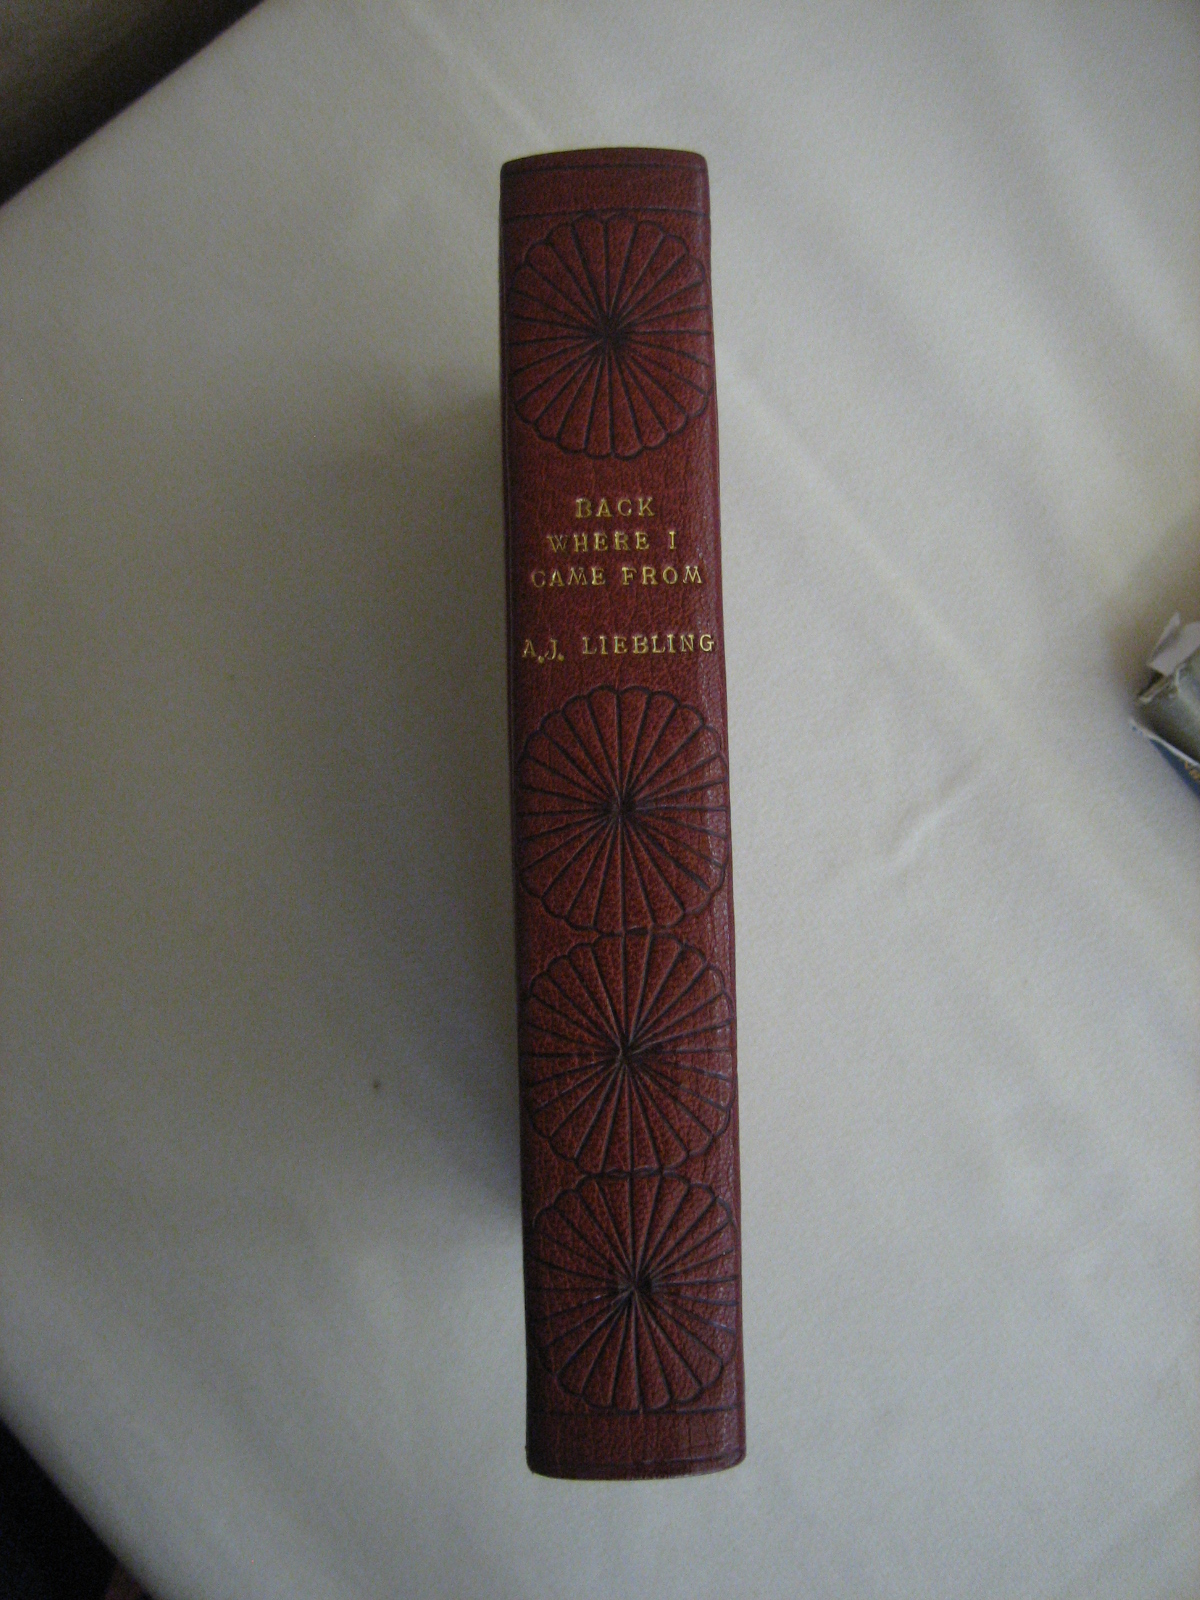 BACK
WHERE I
CAME FROM
A.J. LIEBLING